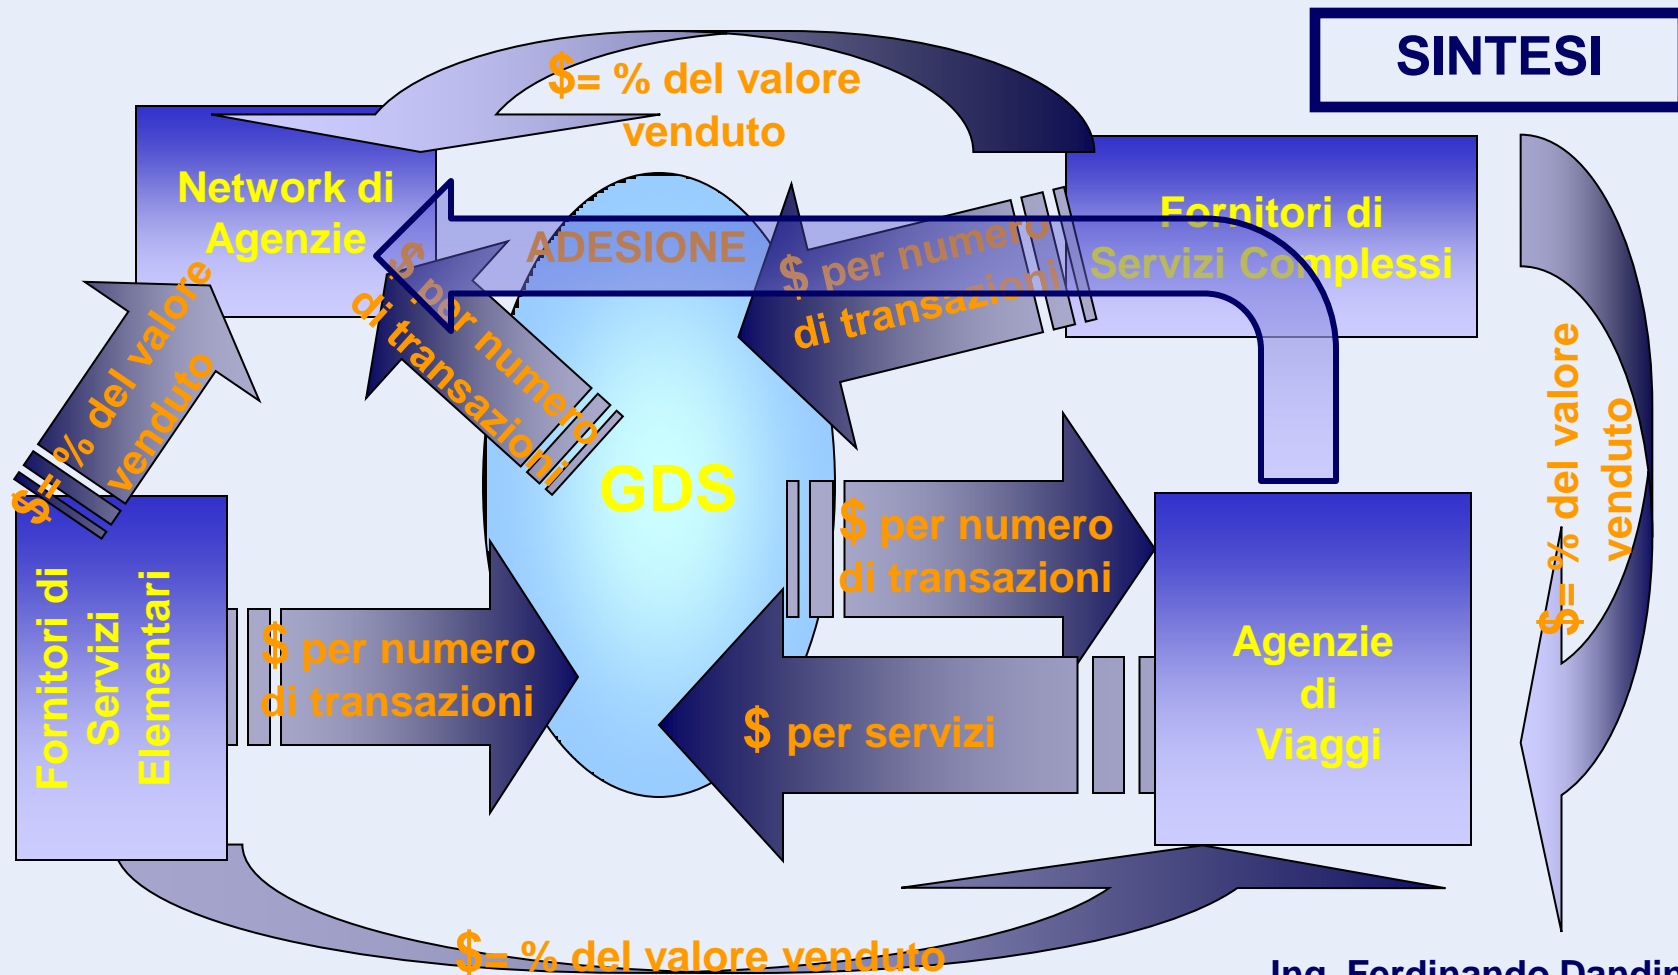 SINTESI
$= % del valore
venduto
Network di
Agenzie
ADESIONE
$ per numero
di transazioni
Fornitori di
Servizi Complessi
$ per numero
di transazioni
$= % del valore
venduto
$= % del valore
venduto
GDS
$ per numero
di transazioni
Fornitori di
Servizi
Elementari
$ per numero
di transazioni
$ per servizi
Agenzie
di
Viaggi
$= % del valore venduto
Ing. Ferdinando